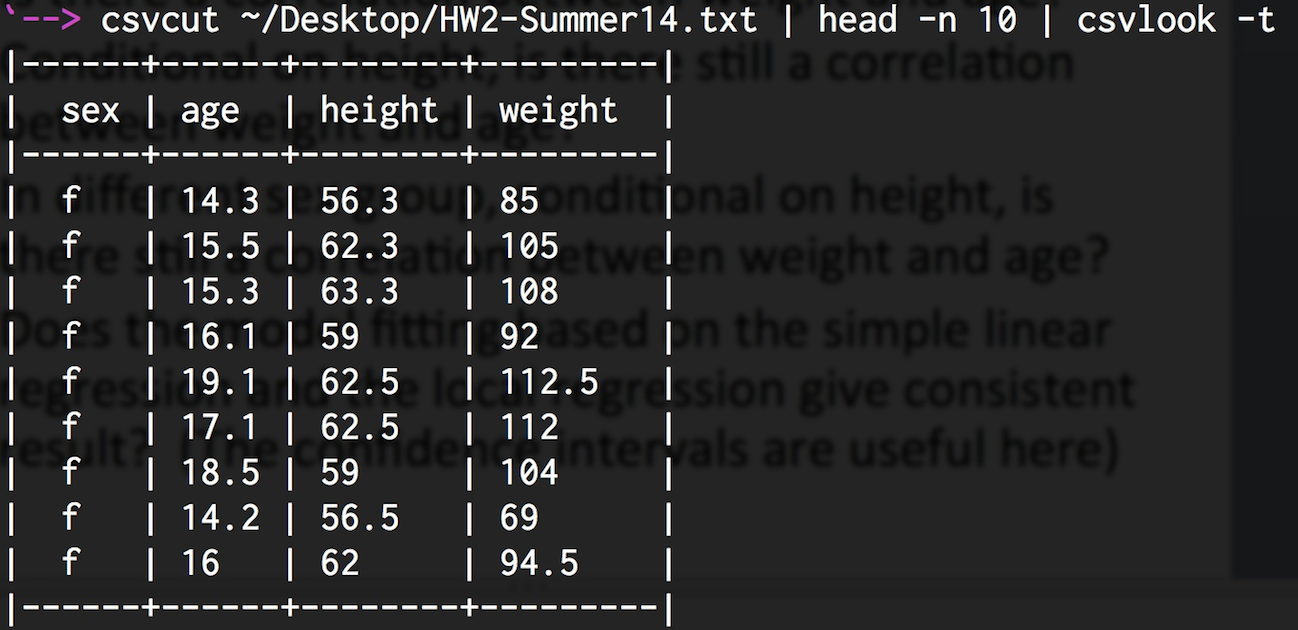 `--> csvcut ~/Desktop/HW2-Summer14.txt | head -n 10 | csvlook -t
|------+------+--------+---------|
|  sex | age  | height | weight  |
|------+------+--------+---------|
|  f   | 14.3 | 56.3   | 85      |
|  f   | 15.5 | 62.3   | 105     |
|  f   | 15.3 | 63.3   | 108     |
|  f   | 16.1 | 59     | 92      |
|  f   | 19.1 | 62.5   | 112.5   |
|  f   | 17.1 | 62.5   | 112     |
|  f   | 18.5 | 59     | 104     |
|  f   | 14.2 | 56.5   | 69      |
|  f   | 16   | 62     | 94.5    |
|------+------+--------+---------|
Conditional on height, is there still a correlation
between weight and age?
In different sex group, conditional on height, is
there still a correlation between weight and age?
Does the model fitting based on the simple linear
regression and the local regression give consistent
result? (The confidence intervals are useful here)